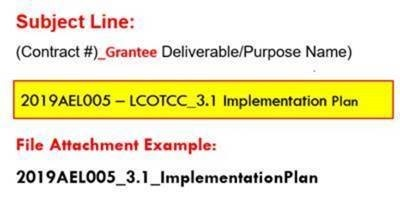 Subject Line:
(Contract #)_Grantee Deliverable/Purpose Name)
2019AEL005 – LCOTCC_3.1 Implementation Plan
File Attachment Example:
2019AEL005_3.1_ImplementationPlan